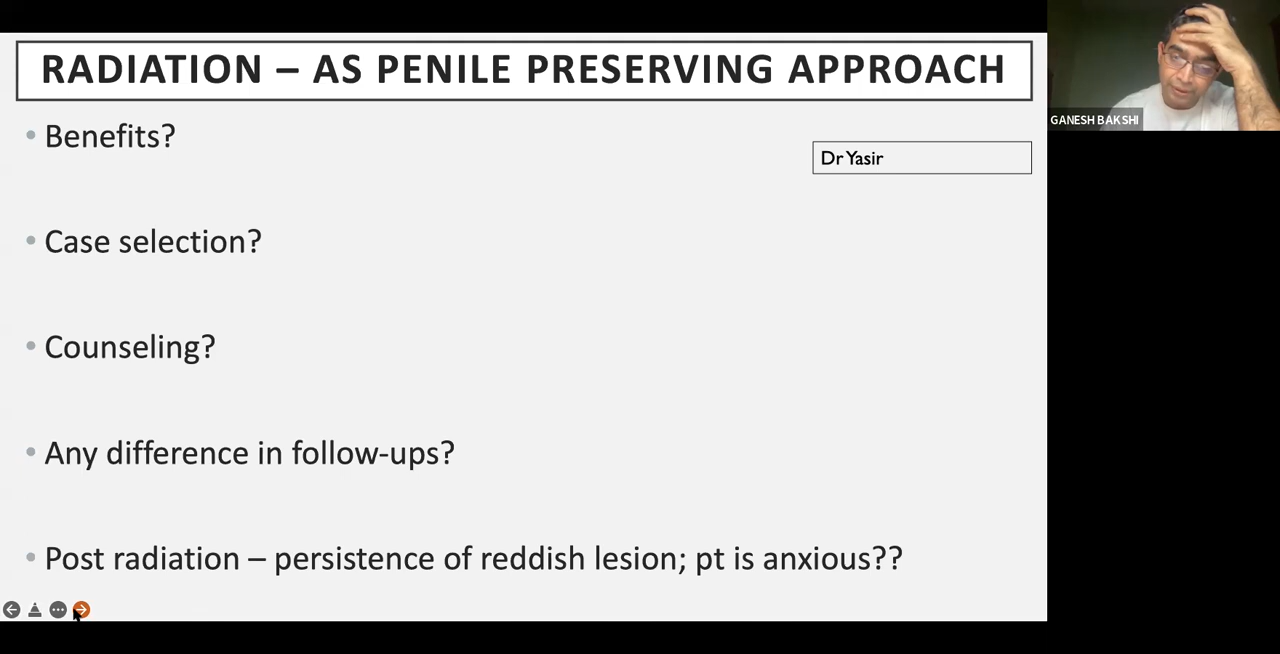 RADIATION – AS PENILE PRESERVING APPROACH
GANESH BAKSHI
• Benefits?
Dr Yasir
• Case selection?
• Counseling?
• Any difference in follow-ups?
• Post radiation – persistence of reddish lesion; pt is anxious??